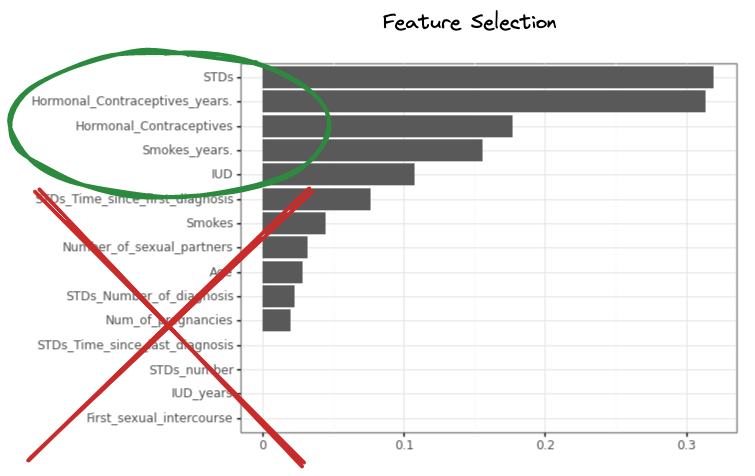 Feature Selection
STDs
Hormonal_Contraceptives_years.
Hormonal_Contraceptives
Smokes_years.
IUD
STDs_Time_since_first_diagnosis
Smokes
Number_of_sexual_partners
Age
STDs_Number_of_diagnosis
Num_of_pregnancies
STDs_Time_since_last_diagnosis
STDs_number
IUD_years
First_sexual_intercourse
0 0.1 0.2 0.3